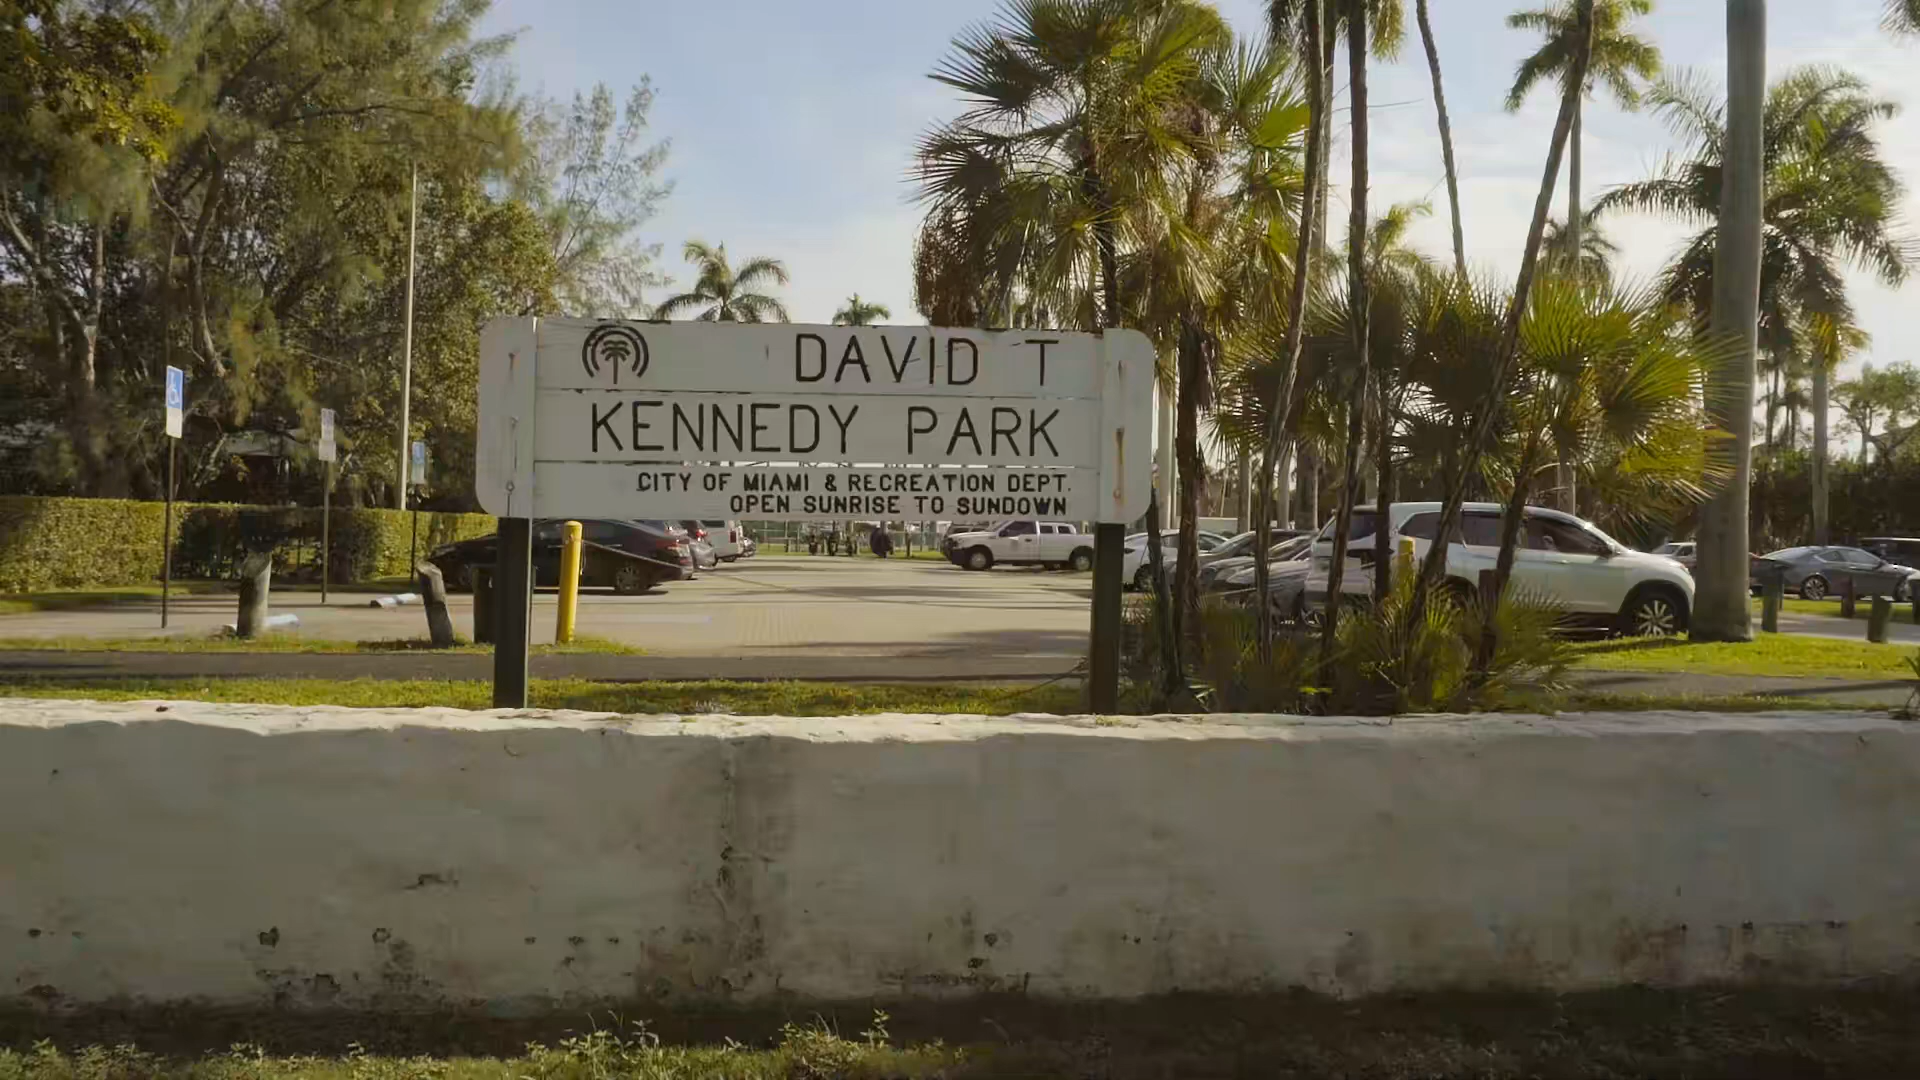 DAVID T
KENNEDY PARK
CITY OF MIAMI & RECREATION DEPT.
OPEN SUNRISE TO SUNDOWN